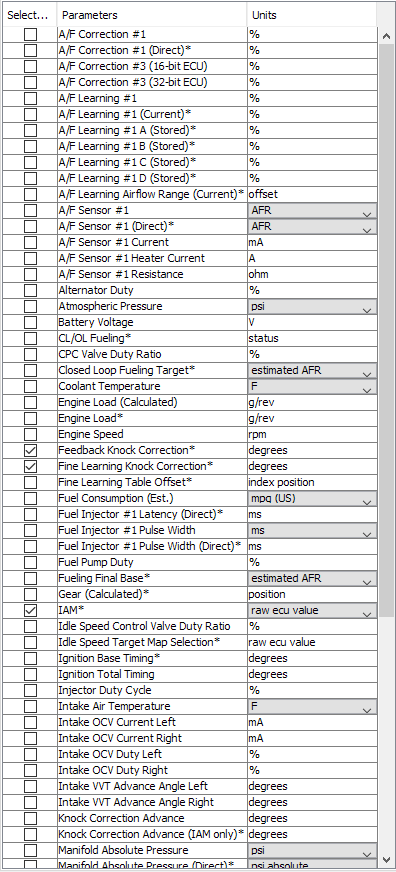 Select... Parameters Units
A/F Correction #1 %
A/F Correction #1 (Direct)* %
A/F Correction #3 (16-bit ECU) %
A/F Correction #3 (32-bit ECU) %
A/F Learning #1 %
A/F Learning #1 (Current)* %
A/F Learning #1 A (Stored)* %
A/F Learning #1 B (Stored)* %
A/F Learning #1 C (Stored)* %
A/F Learning #1 D (Stored)* %
A/F Learning Airflow Range (Current)* offset
A/F Sensor #1 AFR
A/F Sensor #1 (Direct)* AFR
A/F Sensor #1 Current mA
A/F Sensor #1 Heater Current A
A/F Sensor #1 Resistance ohm
Alternator Duty %
Atmospheric Pressure psi
Battery Voltage V
CL/OL Fueling* status
CPC Valve Duty Ratio %
Closed Loop Fueling Target* estimated AFR
Coolant Temperature F
Engine Load (Calculated) g/rev
Engine Load* g/rev
Engine Speed rpm
Feedback Knock Correction* degrees
Fine Learning Knock Correction* degrees
Fine Learning Table Offset* index position
Fuel Consumption (Est.) mpg (US)
Fuel Injector #1 Latency (Direct)* ms
Fuel Injector #1 Pulse Width ms
Fuel Injector #1 Pulse Width (Direct)* ms
Fuel Pump Duty %
Fueling Final Base* estimated AFR
Gear (Calculated)* position
IAM* raw ecu value
Idle Speed Control Valve Duty Ratio %
Idle Speed Target Map Selection* raw ecu value
Ignition Base Timing* degrees
Ignition Total Timing degrees
Injector Duty Cycle %
Intake Air Temperature F
Intake OCV Current Left mA
Intake OCV Current Right mA
Intake OCV Duty Left %
Intake OCV Duty Right %
Intake VVT Advance Angle Left degrees
Intake VVT Advance Angle Right degrees
Knock Correction Advance degrees
Knock Correction Advance (IAM only)* degrees
Manifold Absolute Pressure psi
Manifold Absolute Pressure (Direct)* psi absolute